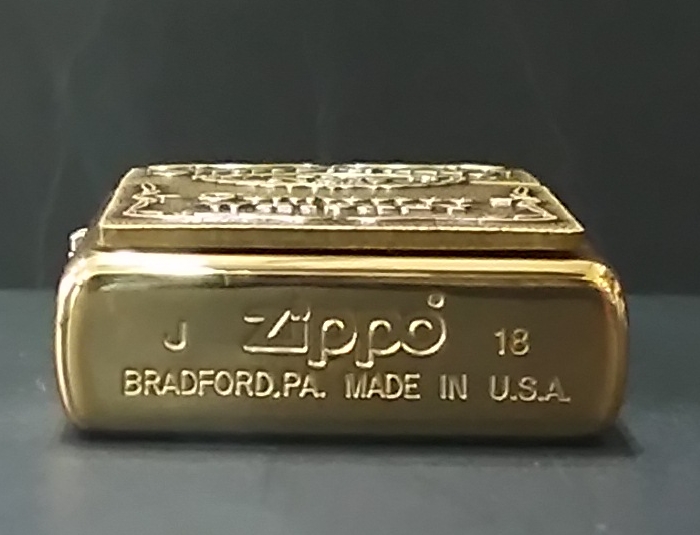 J Zippo 18
BRADFORD.PA. MADE IN U.S.A.